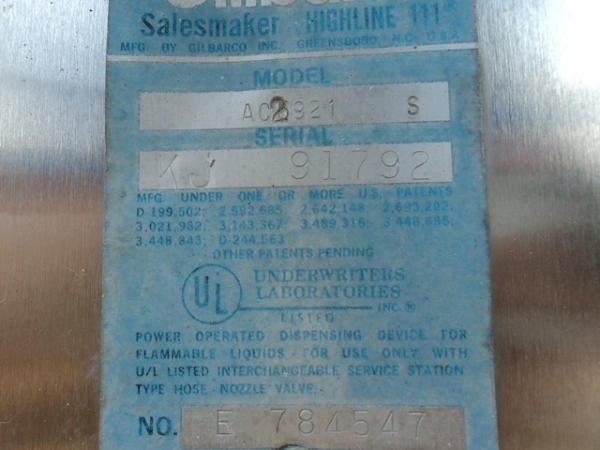 Salesmaker HIGHLINE 111
MFG. BY GILBARCO INC. GREENSBORO, N.C. U.S.A.
MODEL
S
SERIAL
KJ 91792
MFG. UNDER ONE OR MORE U.S. PATENTS
D-199,502; 2,592,685; 2,642,148; 2,693,202;
3,021,982; 3,143,367; 3,489,316; 3,448,895;
3,448,843; D-244,563
OTHER PATENTS PENDING
UL
UNDERWRITERS
LABORATORIES
INC.®
LISTED
POWER OPERATED DISPENSING DEVICE FOR
FLAMMABLE LIQUIDS - FOR USE ONLY WITH
U/L LISTED INTERCHANGEABLE SERVICE STATION
TYPE HOSE - NOZZLE VALVE.
NO. E 784547